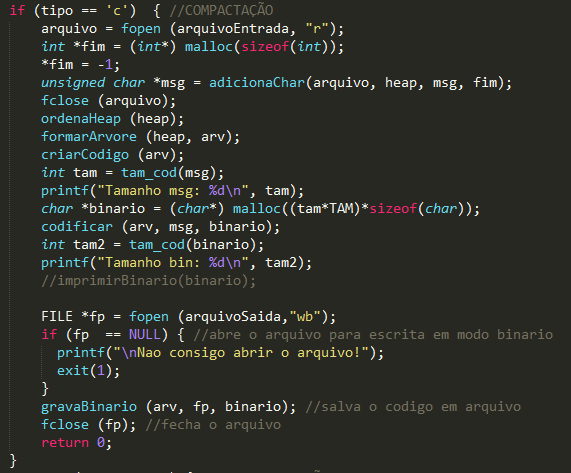 if (tipo == 'c')  { //COMPACTAÇÃO
    arquivo = fopen (arquivoEntrada, "r");
    int *fim = (int*) malloc(sizeof(int));
    *fim = -1;
    unsigned char *msg = adicionaChar(arquivo, heap, msg, fim);
    fclose (arquivo);
    ordenaHeap (heap);
    formarArvore (heap, arv);
    criarCodigo (arv);
    int tam = tam_cod(msg);
    printf("Tamanho msg: %d\n", tam);
    char *binario = (char*) malloc((tam*TAM)*sizeof(char));
    codificar (arv, msg, binario);
    int tam2 = tam_cod(binario);
    printf("Tamanho bin: %d\n", tam2);
    //imprimirBinario(binario);

    FILE *fp = fopen (arquivoSaida,"wb");
    if (fp  == NULL) { //abre o arquivo para escrita em modo binario
      printf("\nNao consigo abrir o arquivo!");
      exit(1);
    }
    gravaBinario (arv, fp, binario); //salva o codigo em arquivo
    fclose (fp); //fecha o arquivo
    return 0;
}